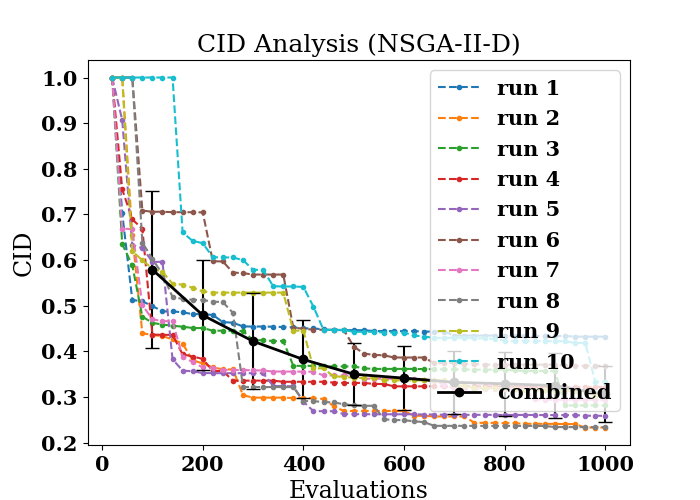 CID Analysis (NSGA-II-D)
CID
1.0
0.9
0.8
0.7
0.6
0.5
0.4
0.3
0.2
run 1
run 2
run 3
run 4
run 5
run 6
run 7
run 8
run 9
run 10
combined
0 200 400 600 800 1000
Evaluations